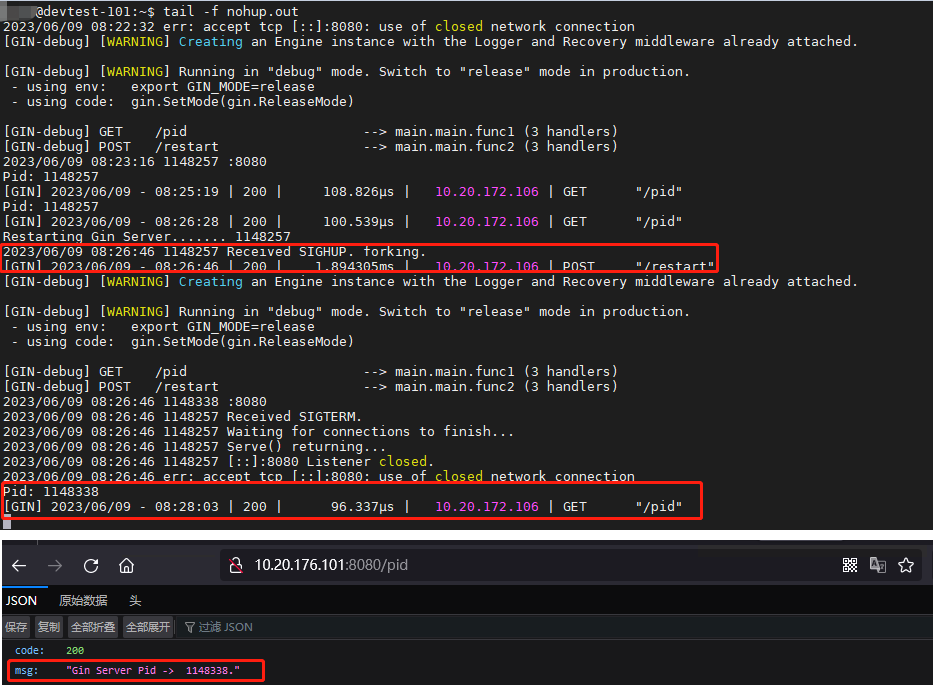 @devtest-101:~$ tail -f nohup.out
2023/06/09 08:22:32 err: accept tcp [::]:8080: use of closed network connection
[GIN-debug] [WARNING] Creating an Engine instance with the Logger and Recovery middleware already attached.
[GIN-debug] [WARNING] Running in "debug" mode. Switch to "release" mode in production.
- using env: export GIN_MODE=release
- using code: gin.SetMode(gin.ReleaseMode)
[GIN-debug] GET /pid --> main.main.func1 (3 handlers)
[GIN-debug] POST /restart --> main.main.func2 (3 handlers)
2023/06/09 08:23:16 1148257 :8080
Pid: 1148257
[GIN] 2023/06/09 - 08:25:19 | 200 | 108.826µs | 10.20.172.106 | GET "/pid"
Pid: 1148257
[GIN] 2023/06/09 - 08:26:28 | 200 | 100.539µs | 10.20.172.106 | GET "/pid"
Restarting Gin Server....... 1148257
2023/06/09 08:26:46 1148257 Received SIGHUP. forking.
[GIN] 2023/06/09 - 08:26:46 | 200 | 1.894305ms | 10.20.172.106 | POST "/restart"
[GIN-debug] [WARNING] Creating an Engine instance with the Logger and Recovery middleware already attached.
[GIN-debug] [WARNING] Running in "debug" mode. Switch to "release" mode in production.
- using env: export GIN_MODE=release
- using code: gin.SetMode(gin.ReleaseMode)
[GIN-debug] GET /pid --> main.main.func1 (3 handlers)
[GIN-debug] POST /restart --> main.main.func2 (3 handlers)
2023/06/09 08:26:46 1148338 :8080
2023/06/09 08:26:46 1148257 Received SIGTERM.
2023/06/09 08:26:46 1148257 Waiting for connections to finish...
2023/06/09 08:26:46 1148257 Serve() returning...
2023/06/09 08:26:46 1148257 [::]:8080 Listener closed.
2023/06/09 08:26:46 err: accept tcp [::]:8080: use of closed network connection
Pid: 1148338
[GIN] 2023/06/09 - 08:28:03 | 200 | 96.337µs | 10.20.172.106 | GET "/pid"
10.20.176.101:8080/pid
JSON 原始数据 头
保存 复制 全部折叠 全部展开 过滤 JSON
code: 200
msg: "Gin Server Pid -> 1148338."